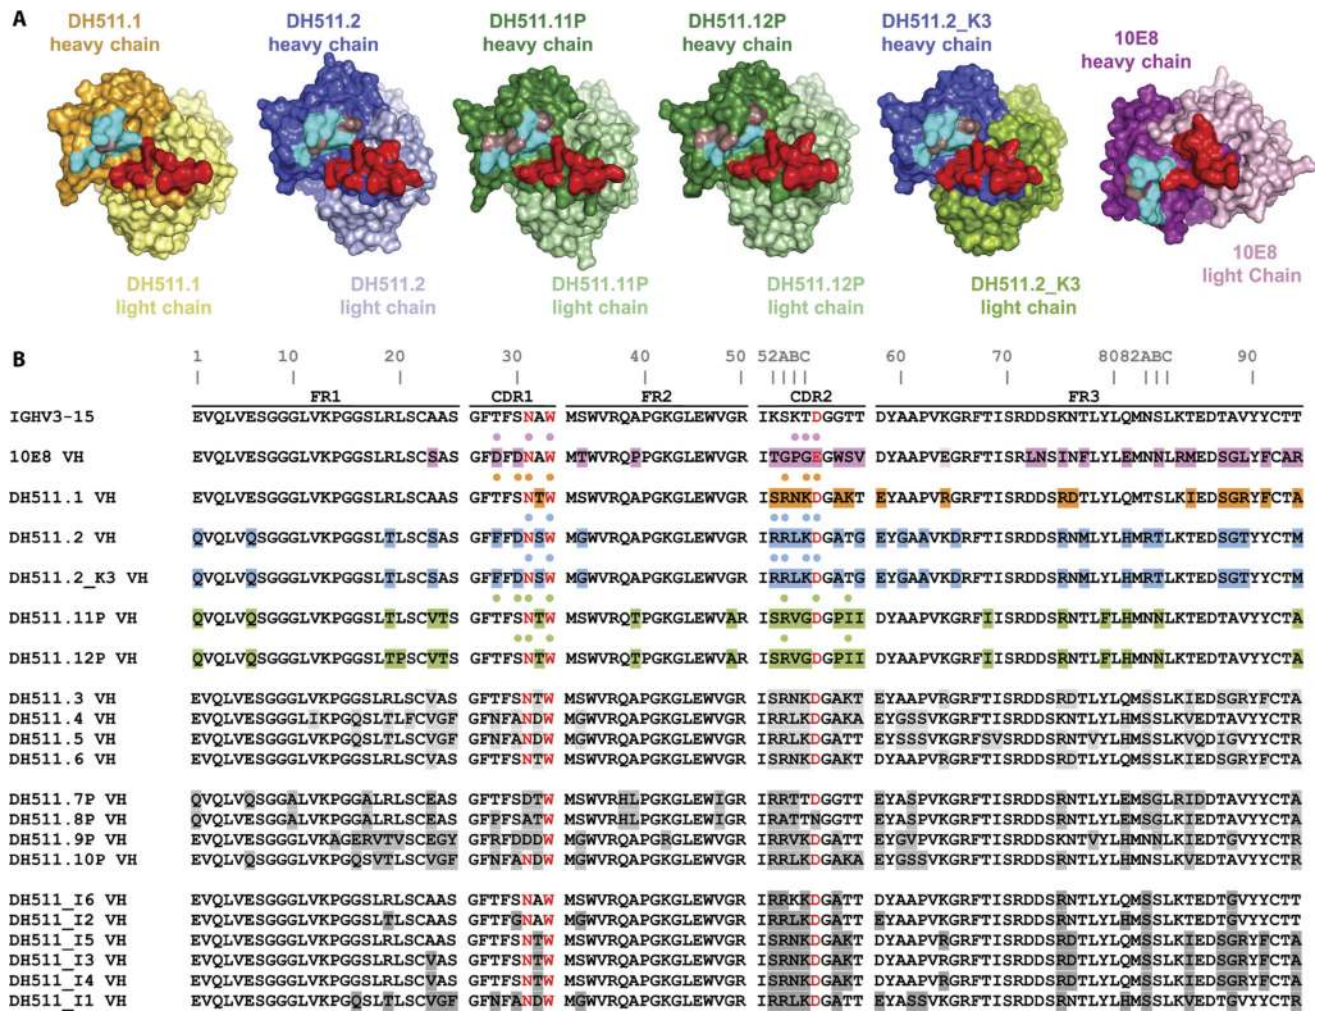 A
DH511.1 heavy chain
DH511.2 heavy chain
DH511.11P heavy chain
DH511.12P heavy chain
DH511.2_K3 heavy chain
10E8 heavy chain
DH511.1 light chain
DH511.2 light chain
DH511.11P light chain
DH511.12P light chain
DH511.2_K3 light chain
10E8 light Chain
B
1 10 20 30 40 50 52ABC 60 70 80 82ABC 90
FR1 CDR1 FR2 CDR2 FR3
IGHV3-15 EVQLVESGGGLVKPGGSLRLSCAAS GFTFSNAW MSWVRQAPGKGLEWVGR IKSKTDGGTT DYAAPVKGRFTISRDDSKNTLYLQMNSLKTEDTAVYYCTT
10E8 VH EVQLVESGGGLVKPGGSLRLSCSAS GFDFDNAW MTWVRQPPGKGLEWVGR ITGPGEGWSV DYAAPVEGRFTISRLNSINFLYLEMNNLRMEDSGLYFCAR
DH511.1 VH EVQLVESGGGLVKPGGSLRLSCAAS GFTFSNTW MSWVRQAPGKGLEWVGR ISRNKDGAKT EYAAPVRGRFTISRDDSRDTLYLQMTSLKIEDSGRYFCTA
DH511.2 VH QVQLVQSGGGLVKPGGSLTLSCSAS GFFFDNSW MGWVRQAPGKGLEWVGR IRRLKDGATG EYGAAVKDRFTISRDDSRNMLYLHMRTLKTEDSGTYYCTM
DH511.2_K3 VH QVQLVQSGGGLVKPGGSLTLSCSAS GFFFDNSW MGWVRQAPGKGLEWVGR IRRLKDGATG EYGAAVKDRFTISRDDSRNMLYLHMRTLKTEDSGTYYCTM
DH511.11P VH QVQLVQSGGGLVKPGGSLTLSCVTS GFTFSNTW MSWVRQTPGKGLEWVAR ISRVGDGPII DYAAPVKGRFIISRDDSRNTLFLHMNNLKTEDTAVYYCTA
DH511.12P VH QVQLVQSGGGLVKPGGSLTPSCVTS GFTFSNTW MSWVRQTPGKGLEWVAR ISRVGDGPII DYAAPVKGRFIISRDDSRNTLFLHMNNLKTEDTAVYYCTA
DH511.3 VH EVQLVESGGGLVKPGGSLRLSCVAS GFTFSNTW MSWVRQAPGKGLEWVGR ISRNKDGAKT EYAAPVRGRFTISRDDSRDTLYLQMSSLKIEDSGRYYCTA
DH511.4 VH EVQLVESGGGLIKPGQSLTLFCVGF GFNFANDW MGWVRQAPGKGLEWVGR IRRLKDGAKA EYGSSVKGRFTISRDDSKNTLYLHMSSLKVEDTAVYYCTR
DH511.5 VH EVQLVESGGGLVKPGQSLTLSCVGF GFNFANDW MGWVRQAPGKGLEWVGR IRRLKDGATT EYASSVKGRFSVSRDDSRNTVYLHMSSLKVQDTGVYYCTR
DH511.6 VH EVQLVESGGGLVKPGGSLRLSCVAS GFTFSNTW MSWVRQAPGKGLEWVGR ISRNKDGAKT DYAAPVKGRFTISRDDSRNTLYLQMSSLKIEDSGRYYCTA
DH511.7P VH QVQLVQSGGALVKPGGALRLSCEAS GFTFSDTW MSWVRHLPGKGLEWIGR IRRTTDGGTT EYASPVKGRFTISRDDSRNTLYLEMSGLRIDDTAVYYCTA
DH511.8P VH QVQLVQSGGALVKPGGALRLSCEAS GFPFSATW MSWVRHLPGKGLEWIGR IRATTNGGTT EYAAPVKGRFTISRDDSRNTLYLQMNSLKTEDTAVYYCTA
DH511.9P VH EVQLVESGGGLVKAGERVTVSCEGY GFRFDDDW MSWVRQAPGKGLEWVGR IRRVKDGATT EYGVPVKGRFTISRDDSKNTVYLHMNNLKTEDTGVYYCTR
DH511.10P VH EVQLVQSGGGLVKPGQSVTLSCVGF GFNFANDW MSWVRQAPGKGLEWVGR IRRLKDGAKA EYGSSVKGRFTISRDDSRNTLYLHMNSLKVEDTAVYYCTR
DH511_I6 VH EVQLVESGGGLVKPGGSLRLSCAAS GFTFSNAW MSWVRQAPGKGLEWVGR IRRKKDGGTT DYAAPVKGRFTISRDDSRNTLYLQMSSLKTEDTGVYYCTT
DH511_I2 VH EVQLVESGGGLVKPGGSLTLSCAAS GFTFGNAW MGWVRQAPGKGLEWVGR IRRLKDGATT EYAAPVKGRFTISRDDSRNTLYLHMSSLKTEDTGVYYCTT
DH511_I5 VH EVQLVESGGGLVKPGGSLRLSCAAS GFTFSNTW MSWVRQAPGKGLEWVGR ISRNKDGAKT DYAAPVRGRFTISRDDSRDTLYLQMSSLKIEDSGRYFCTA
DH511_I3 VH EVQLVESGGGLVKPGGSLRLSCVAS GFTFSNTW MSWVRQAPGKGLEWVGR ISRNKDGAKT DYAAPVRGRFTISRDDSRDTLYLQMSSLKIEDSGRYFCTA
DH511_I4 VH EVQLVESGGGLVKPGGSLRLSCVAS GFTFSNTW MSWVRQAPGKGLEWVGR ISRNKDGAKT DYAAPVRGRFTISRDDSRNTLYLQMSSLKIEDSGRYYCTA
DH511_I1 VH EVQLVESGGGLVKPGQSLTLSCVGF GFNFANDW MGWVRQAPGKGLEWVGR IRRLKDGATT EYASSVKGRFTISRDDSRNTLYLHMSSLKVEDTGVYYCTR